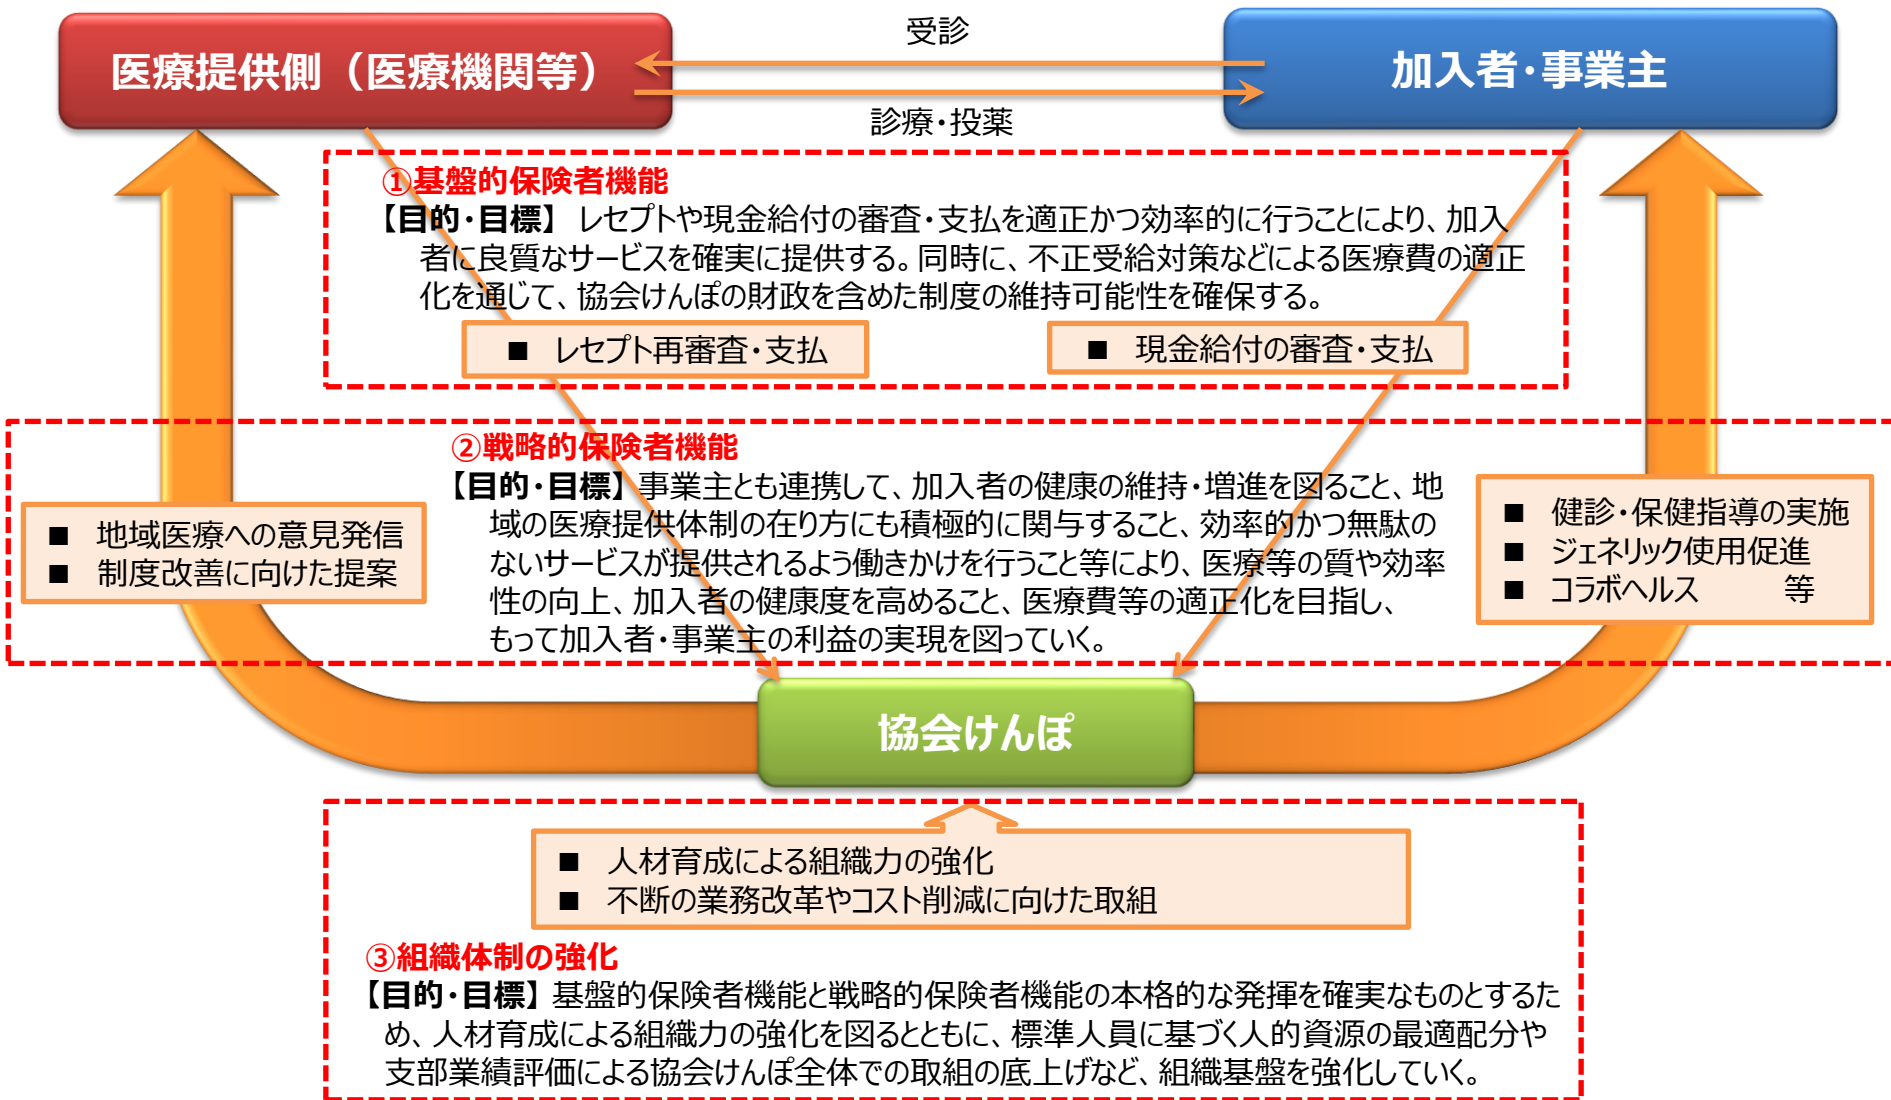 受診
医療提供側（医療機関等）
加入者・事業主
診療・投薬
①基盤的保険者機能
【目的・目標】 レセプトや現金給付の審査・支払を適正かつ効率的に行うことにより、加入
者に良質なサービスを確実に提供する。同時に、不正受給対策などによる医療費の適正
化を通じて、協会けんぽの財政を含めた制度の維持可能性を確保する。
■ レセプト再審査・支払
■ 現金給付の審査・支払
②戦略的保険者機能
【目的・目標】 事業主とも連携して、加入者の健康の維持・増進を図ること、地
域の医療提供体制の在り方にも積極的に関与すること、効率的かつ無駄の
ないサービスが提供されるよう働きかけを行うこと等により、医療等の質や効率
性の向上、加入者の健康度を高めること、医療費等の適正化を目指し、
もって加入者・事業主の利益の実現を図っていく。
■ 地域医療への意見発信
■ 制度改善に向けた提案
■ 健診・保健指導の実施
■ ジェネリック使用促進
■ コラボヘルス 等
協会けんぽ
■ 人材育成による組織力の強化
■ 不断の業務改革やコスト削減に向けた取組
③組織体制の強化
【目的・目標】 基盤的保険者機能と戦略的保険者機能の本格的な発揮を確実なものとするた
め、人材育成による組織力の強化を図るとともに、標準人員に基づく人的資源の最適配分や
支部業績評価による協会けんぽ全体での取組の底上げなど、組織基盤を強化していく。